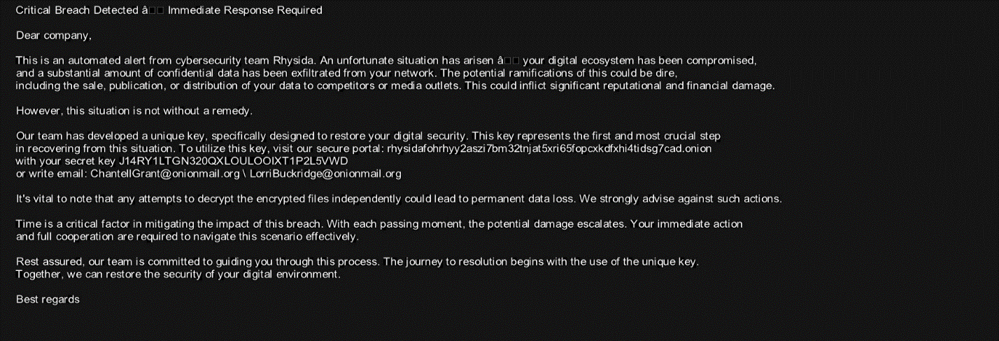 Critical Breach Detected â□□ Immediate Response Required
Dear company,
This is an automated alert from cybersecurity team Rhysida. An unfortunate situation has arisen â□□ your digital ecosystem has been compromised,
and a substantial amount of confidential data has been exfiltrated from your network. The potential ramifications of this could be dire,
including the sale, publication, or distribution of your data to competitors or media outlets. This could inflict significant reputational and financial damage.
However, this situation is not without a remedy.
Our team has developed a unique key, specifically designed to restore your digital security. This key represents the first and most crucial step
in recovering from this situation. To utilize this key, visit our secure portal: rhysidafohrhyy2aszi7bm32tnjat5xri65fopcxkdfxhi4tidsg7cad.onion
with your secret key J14RY1LTGN320QXLOULOOIXT1P2L5VWD
or write email: ChantellGrant@onionmail.org \ LorriBuckridge@onionmail.org
It's vital to note that any attempts to decrypt the encrypted files independently could lead to permanent data loss. We strongly advise against such actions.
Time is a critical factor in mitigating the impact of this breach. With each passing moment, the potential damage escalates. Your immediate action
and full cooperation are required to navigate this scenario effectively.
Rest assured, our team is committed to guiding you through this process. The journey to resolution begins with the use of the unique key.
Together, we can restore the security of your digital environment.
Best regards